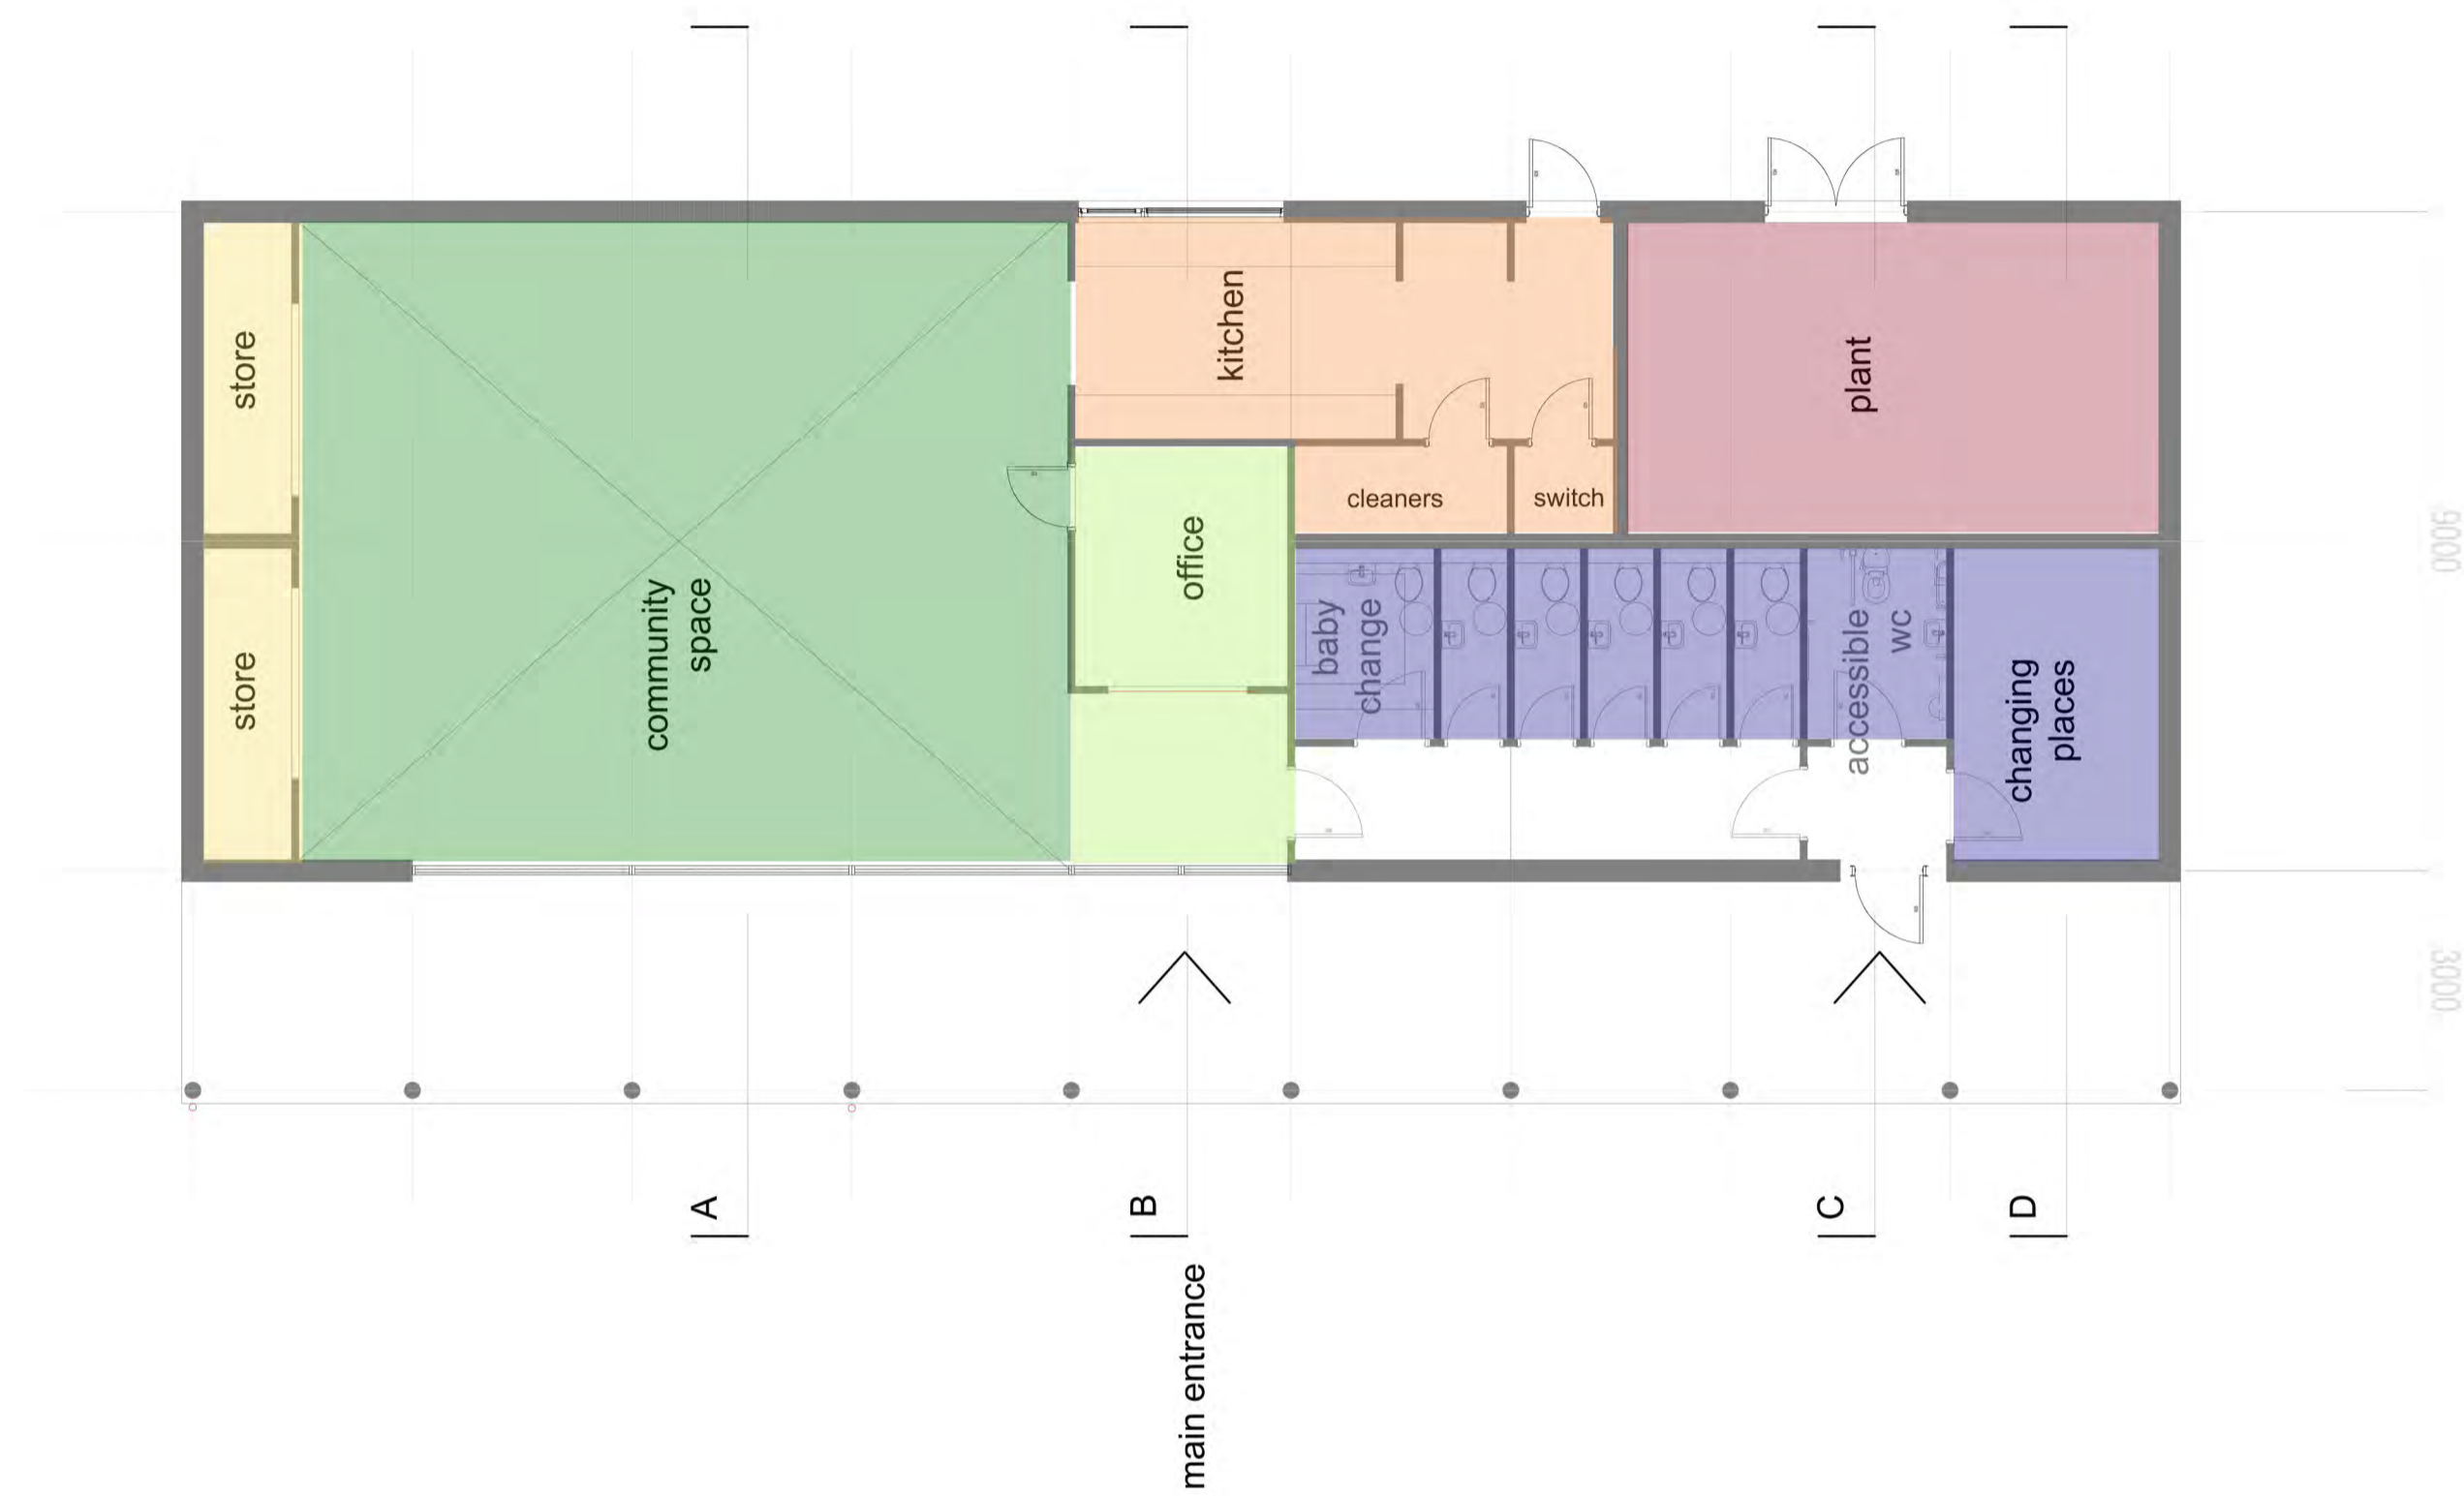 store
store
community
space
kitchen
office
cleaners
switch
plant
baby
change
accessible
wc
changing
places
9000
3000
A
B
C
D
main entrance